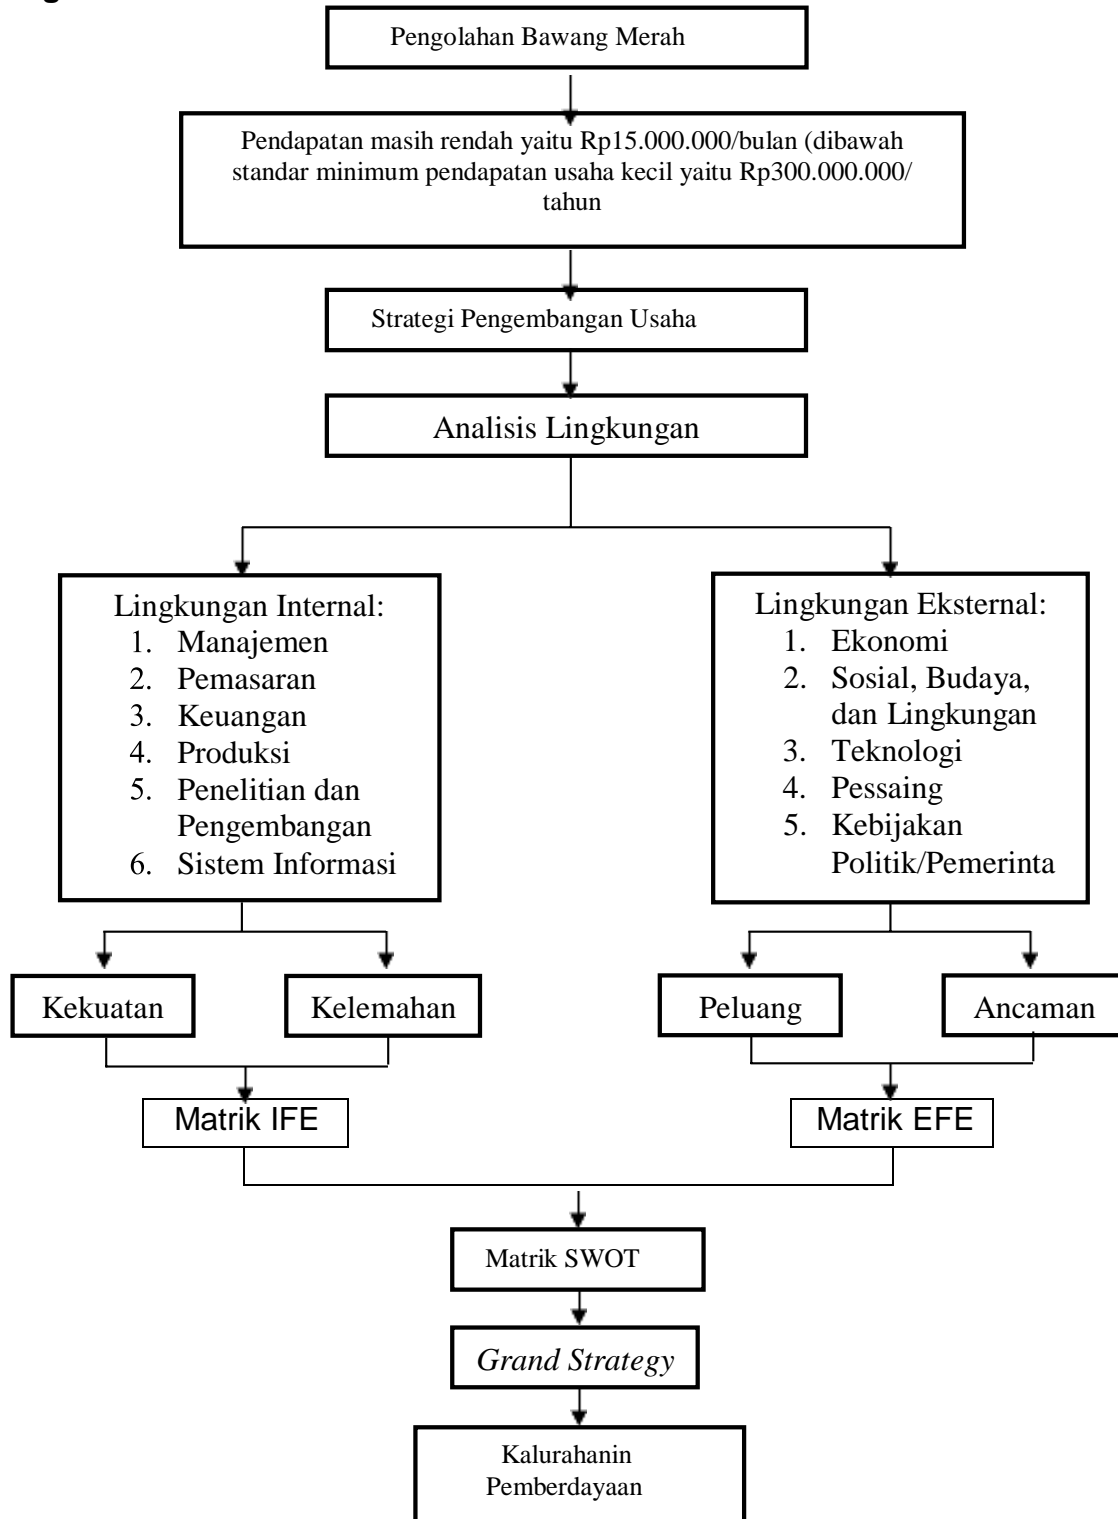 Pengolahan Bawang Merah
Pendapatan masih rendah yaitu Rp15.000.000/bulan (dibawah
standar minimum pendapatan usaha kecil yaitu Rp300.000.000/
tahun
Strategi Pengembangan Usaha
Analisis Lingkungan
Lingkungan Internal:
1. Manajemen
2. Pemasaran
3. Keuangan
4. Produksi
5. Penelitian dan
Pengembangan
6. Sistem Informasi
Lingkungan Eksternal:
1. Ekonomi
2. Sosial, Budaya,
dan Lingkungan
3. Teknologi
4. Pessaing
5. Kebijakan
Politik/Pemerinta
Kekuatan
Kelemahan
Peluang
Ancaman
Matrik IFE
Matrik EFE
Matrik SWOT
Grand Strategy
Kalurahanin
Pemberdayaan